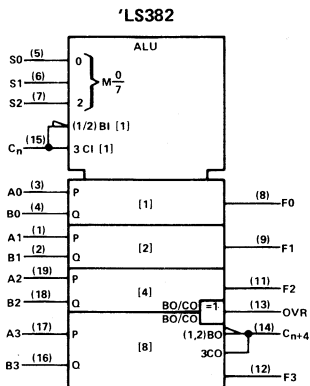 'LS382
ALU
S0 (5) 0
S1 (6) M 0/7
S2 (7) 2
(1/2) BI [1]
Cn (15) 3 CI [1]
A0 (3) P [1] (8) F0
B0 (4) Q
A1 (1) P [2] (9) F1
B1 (2) Q
A2 (19) P [4] (11) F2
B2 (18) Q BO/CO =1 (13) OVR
BO/CO
A3 (17) P (1,2)BO (14) Cn+4
[8] 3CO
B3 (16) Q (12) F3